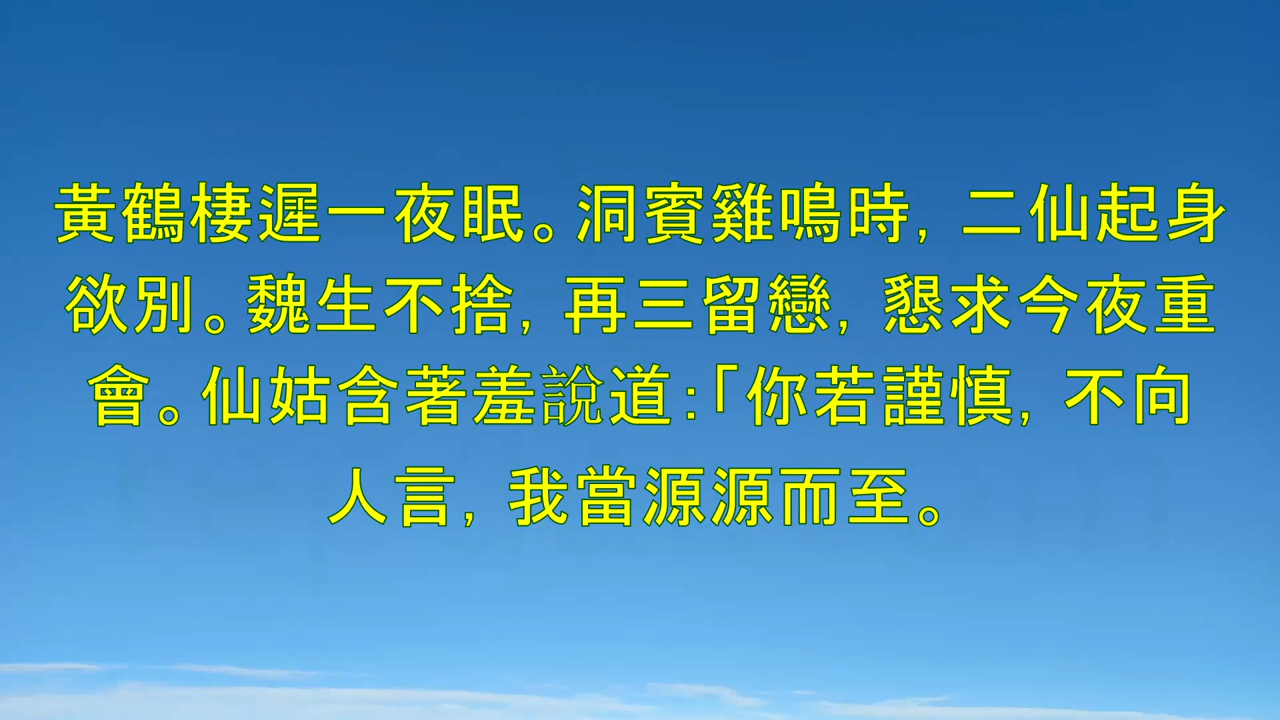 黃鶴棲遲一夜眠。洞賓雞鳴時，二仙起身
欲別。魏生不捨，再三留戀，懇求今夜重
會。仙姑含著羞說道：「你若謹慎，不向
人言，我當源源而至。